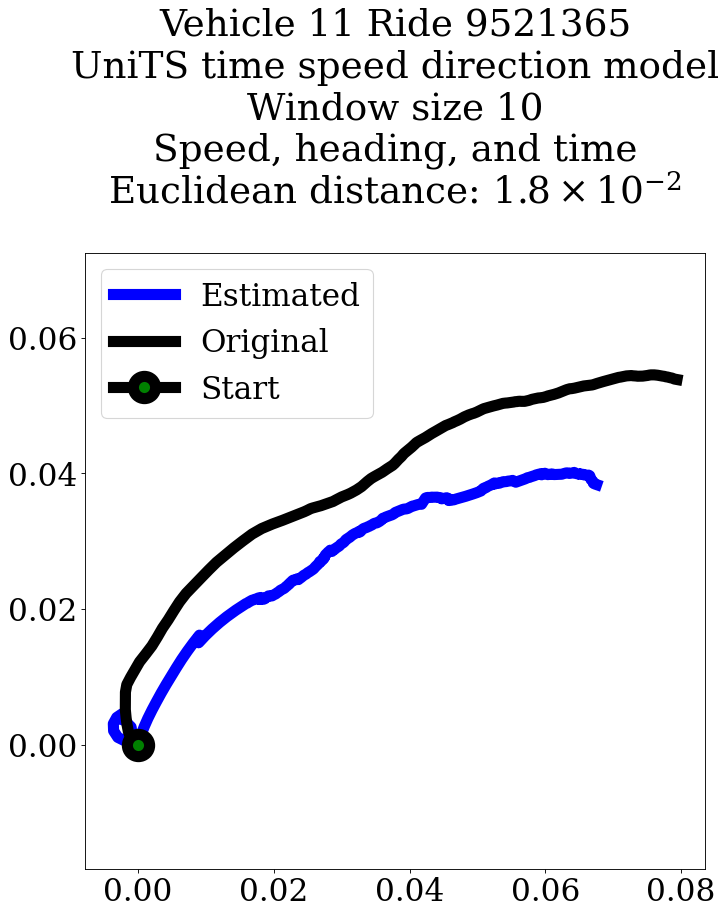 Vehicle 11 Ride 9521365
UniTS time speed direction model
Window size 10
Speed, heading, and time
Euclidean distance: 1.8 × 10⁻²
Estimated
Original
Start
0.06
0.04
0.02
0.00
0.00 0.02 0.04 0.06 0.08